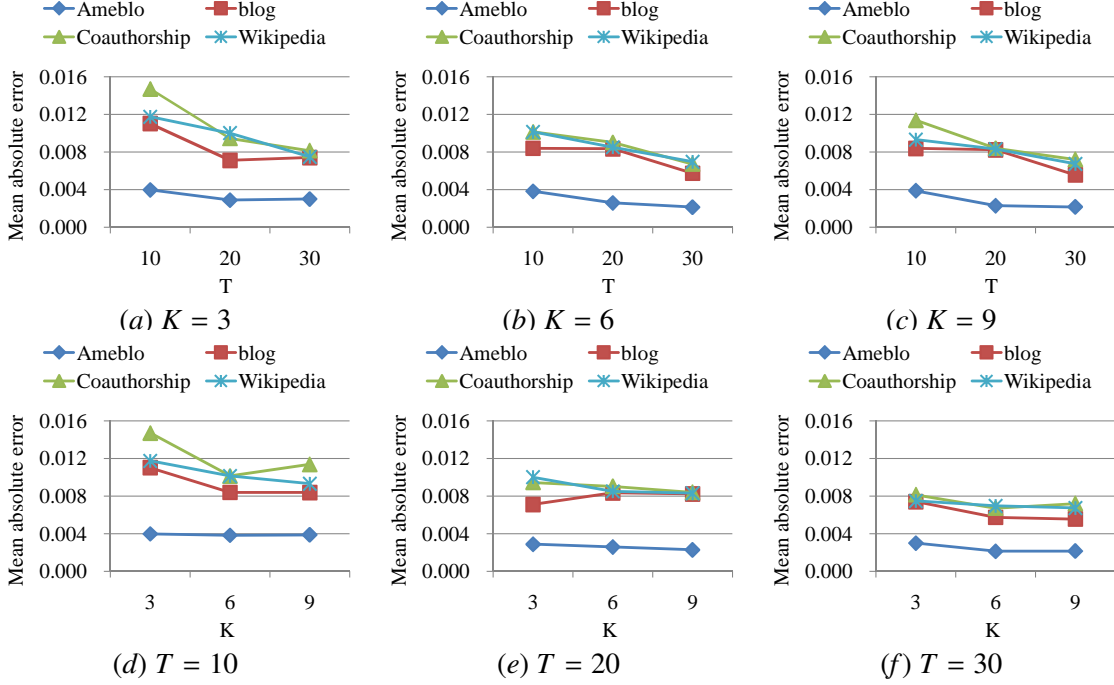 Ameblo blog
Coauthorship Wikipedia
Mean absolute error
0.016
0.012
0.008
0.004
0.000
10 20 30
T
(a) K = 3
Ameblo blog
Coauthorship Wikipedia
Mean absolute error
0.016
0.012
0.008
0.004
0.000
10 20 30
T
(b) K = 6
Ameblo blog
Coauthorship Wikipedia
Mean absolute error
0.016
0.012
0.008
0.004
0.000
10 20 30
T
(c) K = 9
Ameblo blog
Coauthorship Wikipedia
Mean absolute error
0.016
0.012
0.008
0.004
0.000
3 6 9
K
(d) T = 10
Ameblo blog
Coauthorship Wikipedia
Mean absolute error
0.016
0.012
0.008
0.004
0.000
3 6 9
K
(e) T = 20
Ameblo blog
Coauthorship Wikipedia
Mean absolute error
0.016
0.012
0.008
0.004
0.000
3 6 9
K
(f) T = 30